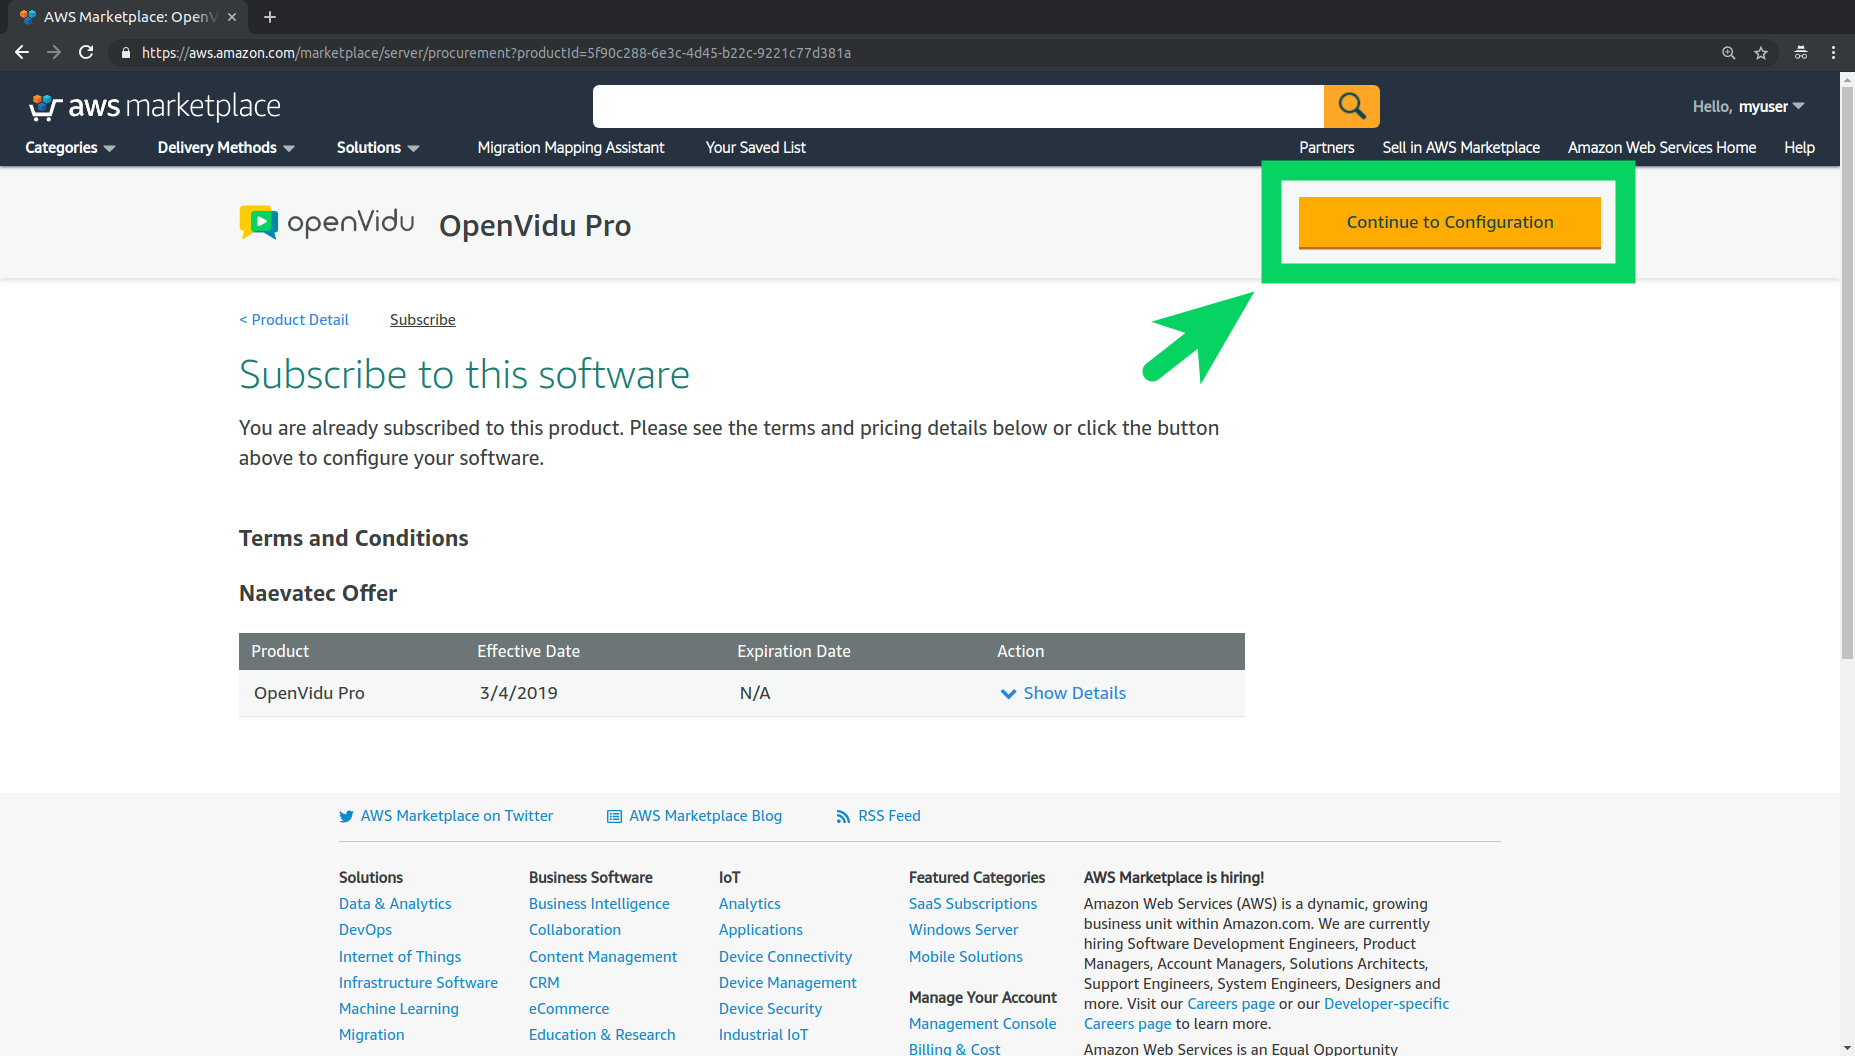 AWS Marketplace: OpenV
https://aws.amazon.com/marketplace/server/procurement?productId=5f90c288-6e3c-4d45-b22c-9221c77d381a
aws marketplace
Hello, myuser
Categories Delivery Methods Solutions Migration Mapping Assistant Your Saved List Partners Sell in AWS Marketplace Amazon Web Services Home Help
openVidu OpenVidu Pro
Continue to Configuration
< Product Detail Subscribe
Subscribe to this software
You are already subscribed to this product. Please see the terms and pricing details below or click the button
above to configure your software.
Terms and Conditions
Naevatec Offer
Product Effective Date Expiration Date Action
OpenVidu Pro 3/4/2019 N/A Show Details
AWS Marketplace on Twitter AWS Marketplace Blog RSS Feed
Solutions
Data & Analytics
DevOps
Internet of Things
Infrastructure Software
Machine Learning
Migration
Business Software
Business Intelligence
Collaboration
Content Management
CRM
eCommerce
Education & Research
IoT
Analytics
Applications
Device Connectivity
Device Management
Device Security
Industrial IoT
Featured Categories
SaaS Subscriptions
Windows Server
Mobile Solutions
Manage Your Account
Management Console
Billing & Cost
AWS Marketplace is hiring!
Amazon Web Services (AWS) is a dynamic, growing
business unit within Amazon.com. We are currently
hiring Software Development Engineers, Product
Managers, Account Managers, Solutions Architects,
Support Engineers, System Engineers, Designers and
more. Visit our Careers page or our Developer-specific
Careers page to learn more.
Amazon Web Services is an Equal Opportunity